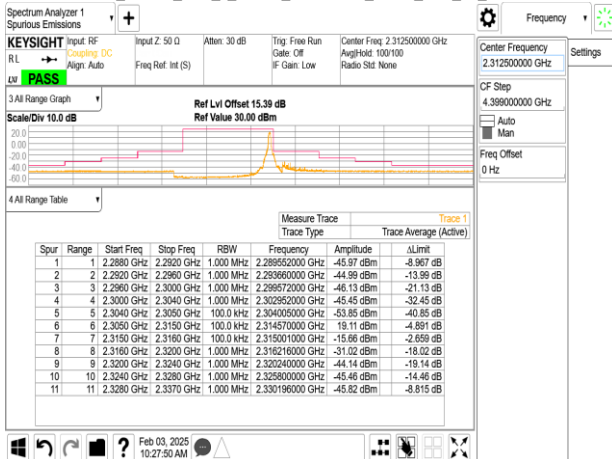 Spectrum Analyzer 1
Spurious Emissions
Frequency
KEYSIGHT Input: RF Input Z: 50 Ω Atten: 30 dB Trig: Free Run Center Freq: 2.312500000 GHz
Coupling: DC Gate: Off Avg|Hold: 100/100
RL Align: Auto Freq Ref: Int (S) IF Gain: Low Radio Std: None
LXI PASS
Center Frequency
2.312500000 GHz
Settings
CF Step
4.399000000 GHz
Auto
Man
Freq Offset
0 Hz
3 All Range Graph
Ref Lvl Offset 15.39 dB
Scale/Div 10.0 dB Ref Value 30.00 dBm
20.0
0.00
-20.0
-40.0
-60.0
4 All Range Table
Measure Trace Trace 1
Trace Type Trace Average (Active)
Spur Range Start Freq Stop Freq RBW Frequency Amplitude ΔLimit
1 1 2.2880 GHz 2.2920 GHz 1.000 MHz 2.289552000 GHz -45.97 dBm -8.967 dB
2 2 2.2920 GHz 2.2960 GHz 1.000 MHz 2.293660000 GHz -44.99 dBm -13.99 dB
3 3 2.2960 GHz 2.3000 GHz 1.000 MHz 2.299572000 GHz -46.13 dBm -21.13 dB
4 4 2.3000 GHz 2.3040 GHz 1.000 MHz 2.302952000 GHz -45.45 dBm -32.45 dB
5 5 2.3040 GHz 2.3050 GHz 100.0 kHz 2.304005000 GHz -53.85 dBm -40.85 dB
6 6 2.3050 GHz 2.3150 GHz 100.0 kHz 2.314570000 GHz 19.11 dBm -4.891 dB
7 7 2.3150 GHz 2.3160 GHz 100.0 kHz 2.315001000 GHz -15.66 dBm -2.659 dB
8 8 2.3160 GHz 2.3200 GHz 1.000 MHz 2.316216000 GHz -31.02 dBm -18.02 dB
9 9 2.3200 GHz 2.3240 GHz 1.000 MHz 2.320240000 GHz -44.14 dBm -19.14 dB
10 10 2.3240 GHz 2.3280 GHz 1.000 MHz 2.325800000 GHz -45.46 dBm -14.46 dB
11 11 2.3280 GHz 2.3370 GHz 1.000 MHz 2.330196000 GHz -45.82 dBm -8.815 dB
Feb 03, 2025
10:27:50 AM